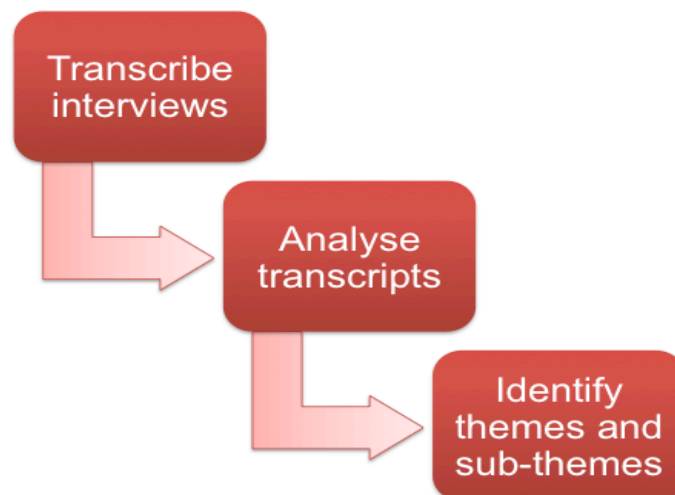 Transcribe
interviews
Analyse
transcripts
Identify
themes and
sub-themes